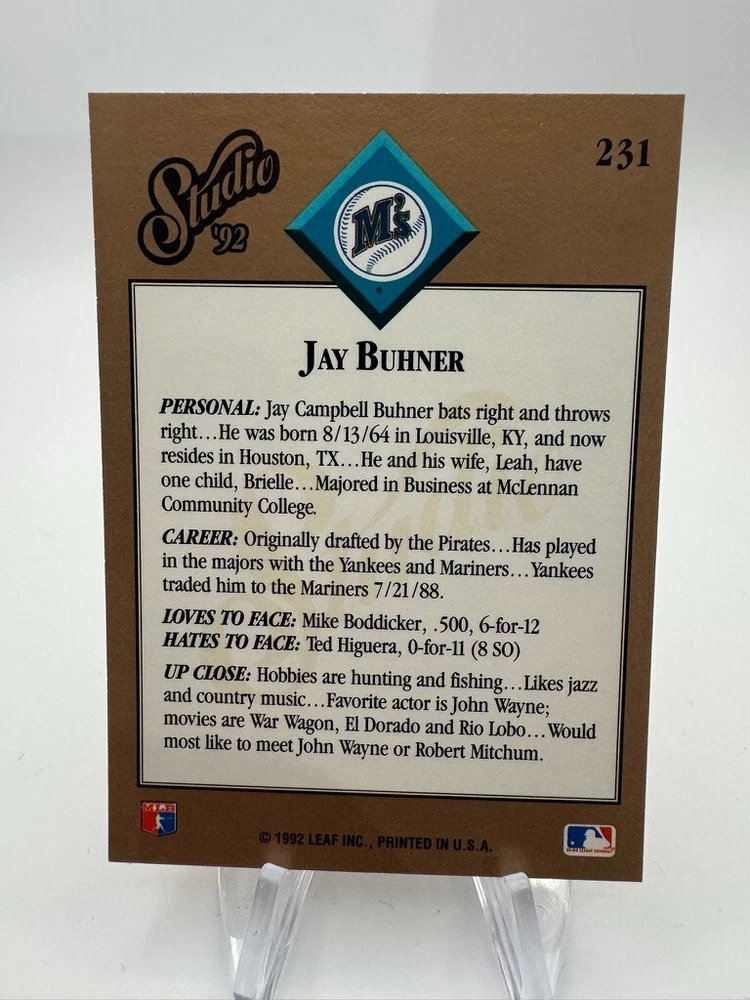 Studio
'92
M's
231
JAY BUHNER
PERSONAL: Jay Campbell Buhner bats right and throws
right...He was born 8/13/64 in Louisville, KY, and now
resides in Houston, TX...He and his wife, Leah, have
one child, Brielle...Majored in Business at McLennan
Community College.
CAREER: Originally drafted by the Pirates...Has played
in the majors with the Yankees and Mariners...Yankees
traded him to the Mariners 7/21/88.
LOVES TO FACE: Mike Boddicker, .500, 6-for-12
HATES TO FACE: Ted Higuera, 0-for-11 (8 SO)
UP CLOSE: Hobbies are hunting and fishing...Likes jazz
and country music...Favorite actor is John Wayne;
movies are War Wagon, El Dorado and Rio Lobo...Would
most like to meet John Wayne or Robert Mitchum.
© 1992 LEAF INC., PRINTED IN U.S.A.